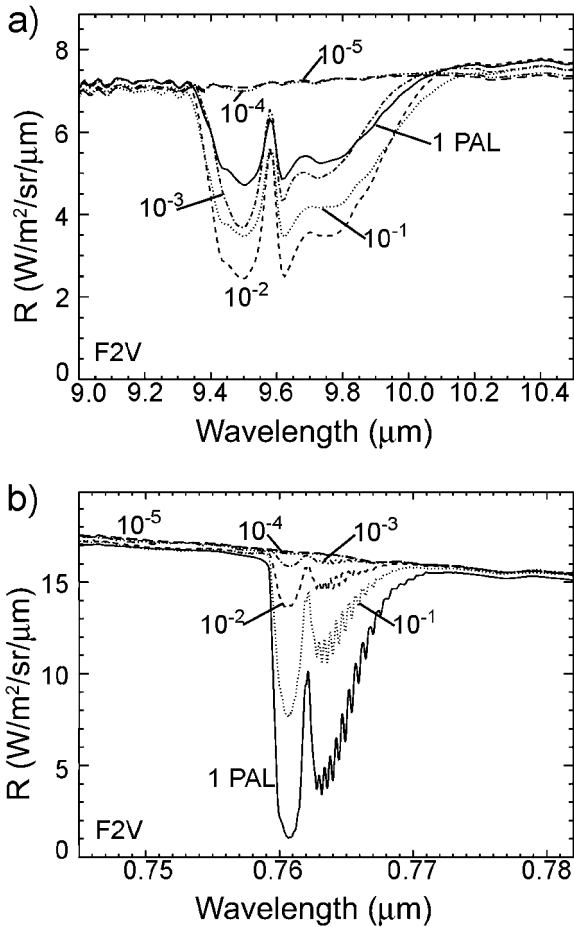 a)
8
6
4
2
0
R (W/m²/sr/μm)
10⁻⁵
10⁻⁴
1 PAL
10⁻³
10⁻¹
10⁻²
F2V
9.0 9.2 9.4 9.6 9.8 10.0 10.2 10.4
Wavelength (μm)
b)
15
10
5
0
R (W/m²/sr/μm)
10⁻⁵
10⁻⁴
10⁻³
10⁻²
10⁻¹
1 PAL
F2V
0.75 0.76 0.77 0.78
Wavelength (μm)